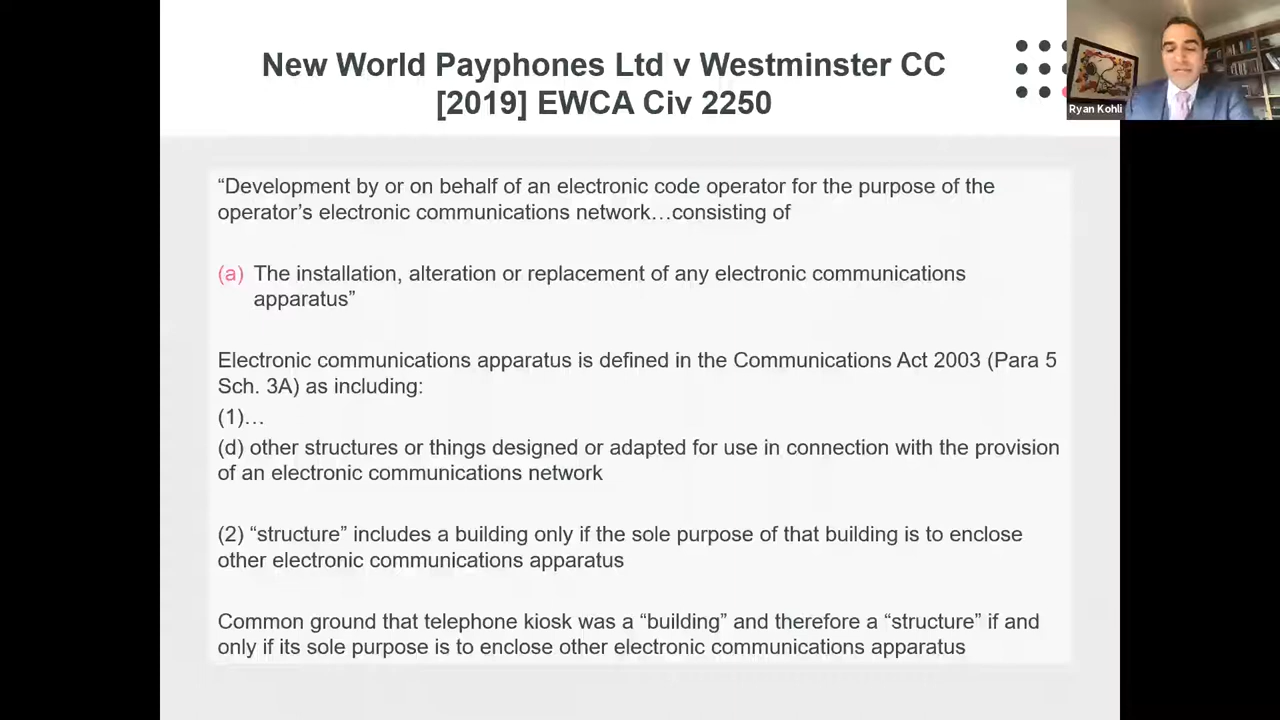 New World Payphones Ltd v Westminster CC
[2019] EWCA Civ 2250
Ryan Kohli
“Development by or on behalf of an electronic code operator for the purpose of the
operator’s electronic communications network…consisting of
(a) The installation, alteration or replacement of any electronic communications
apparatus”
Electronic communications apparatus is defined in the Communications Act 2003 (Para 5
Sch. 3A) as including:
(1)…
(d) other structures or things designed or adapted for use in connection with the provision
of an electronic communications network
(2) “structure” includes a building only if the sole purpose of that building is to enclose
other electronic communications apparatus
Common ground that telephone kiosk was a “building” and therefore a “structure” if and
only if its sole purpose is to enclose other electronic communications apparatus